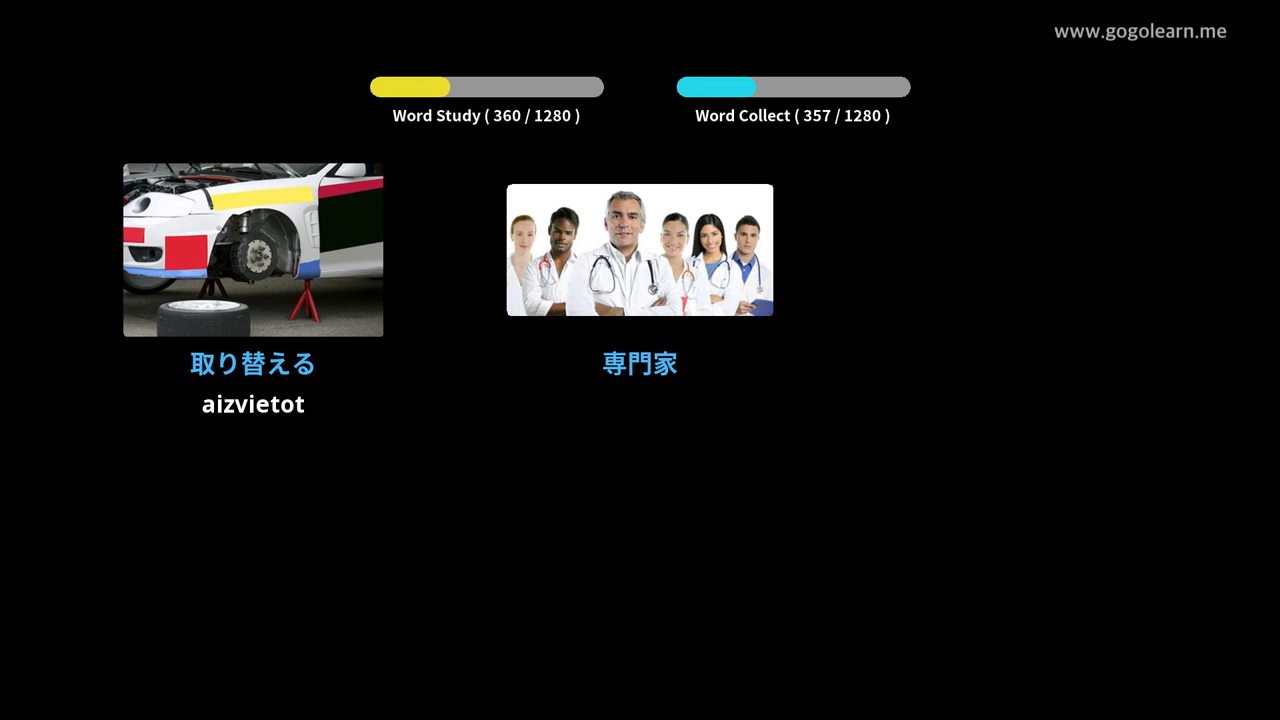 www.gogolearn.me
Word Study ( 360 / 1280 )
Word Collect ( 357 / 1280 )
取り替える
専門家
aizvietot